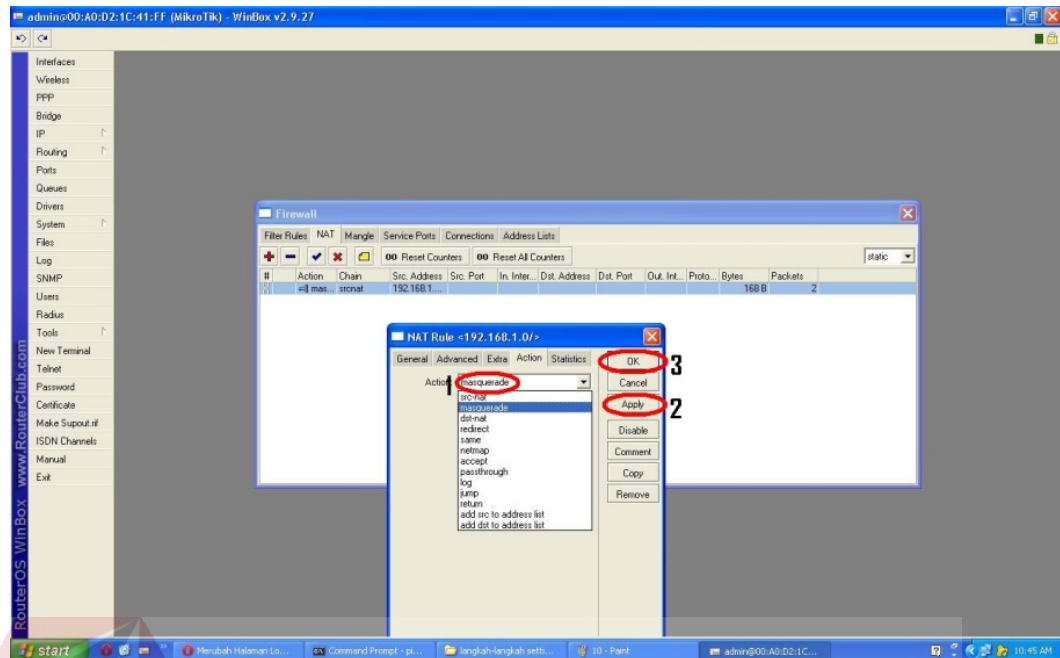 admin@00:A0:D2:1C:41:FF (MikroTik) - WinBox v2.9.27
Interfaces
Wireless
PPP
Bridge
IP
Routing
Ports
Queues
Drivers
System
Files
Log
SNMP
Users
Radius
Tools
New Terminal
Telnet
Password
Certificate
Make Supout.rif
ISDN Channels
Manual
Exit
RouterOS WinBox www.RouterClub.com
Firewall
Filter Rules NAT Mangle Service Ports Connections Address Lists
00 Reset Counters 00 Reset All Counters static
# Action Chain Src. Address Src. Port In. Inter... Dst. Address Dst. Port Out. Int... Proto... Bytes Packets
mas... srcnat 192.168.1.... 168 B 2
NAT Rule <192.168.1.0/>
General Advanced Extra Action Statistics
Action: masquerade
1
src-nat
masquerade
dst-nat
redirect
same
netmap
accept
passthrough
log
jump
return
add src to address list
add dst to address list
OK 3
Cancel
Apply 2
Disable
Comment
Copy
Remove
start Merubah Halaman Lo... Command Prompt - pi... langkah-langkah setti... 10 - Paint admin@00:A0:D2:1C... 10:45 AM